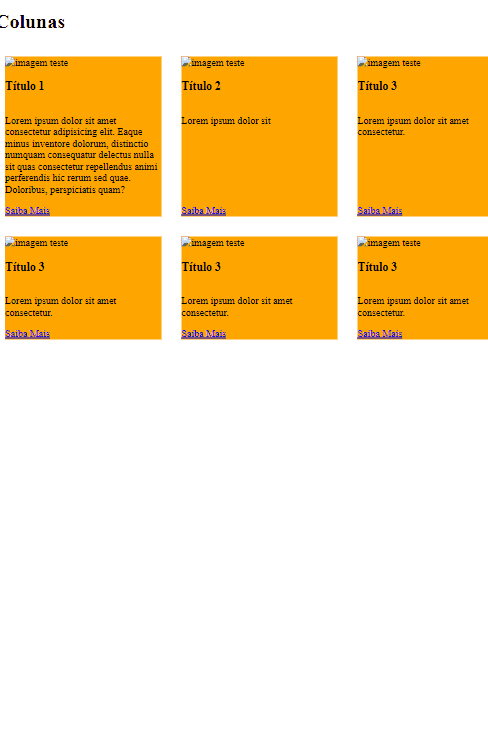 Colunas
imagem teste
Título 1
Lorem ipsum dolor sit amet
consectetur adipisicing elit. Eaque
minus inventore dolorum, distinctio
numquam consequatur delectus nulla
sit quas consectetur repellendus animi
perferendis hic rerum sed quae.
Doloribus, perspiciatis quam?
Saiba Mais
imagem teste
Título 2
Lorem ipsum dolor sit
Saiba Mais
imagem teste
Título 3
Lorem ipsum dolor sit amet
consectetur.
Saiba Mais
imagem teste
Título 3
Lorem ipsum dolor sit amet
consectetur.
Saiba Mais
imagem teste
Título 3
Lorem ipsum dolor sit amet
consectetur.
Saiba Mais
imagem teste
Título 3
Lorem ipsum dolor sit amet
consectetur.
Saiba Mais